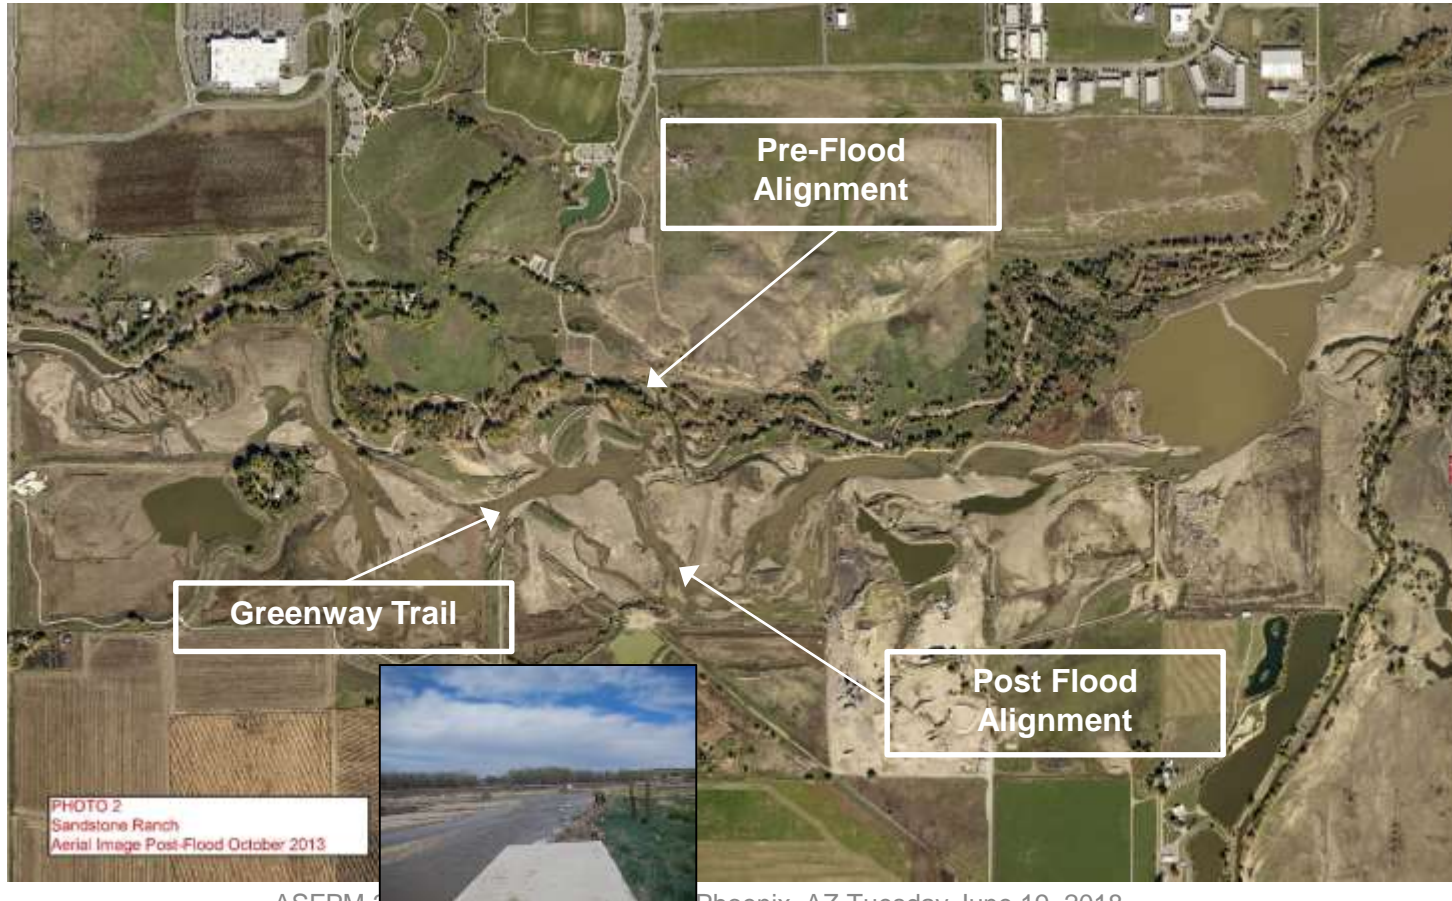 Pre-Flood
Alignment
Greenway Trail
Post Flood
Alignment
PHOTO 2
Sandstone Ranch
Aerial Image Post-Flood October 2013
ASFPM Phoenix, AZ Tuesday June 19, 2018